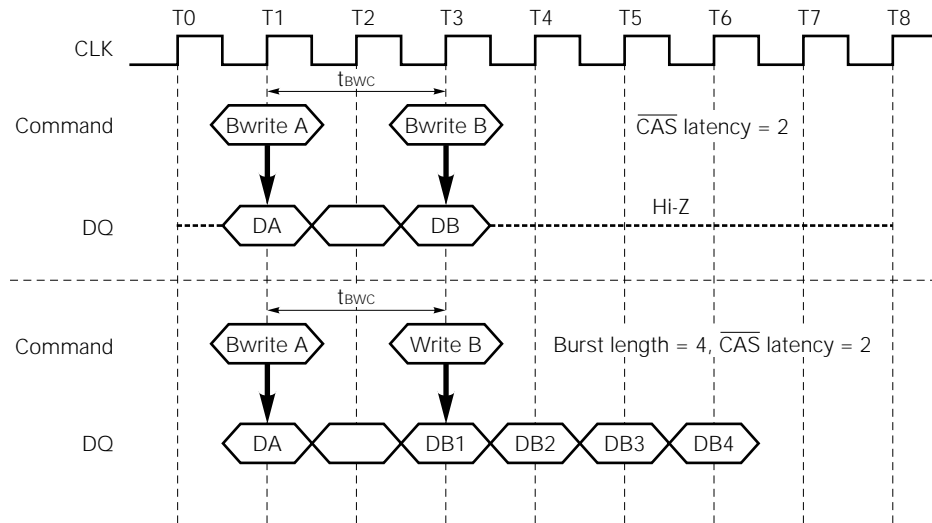 T0 T1 T2 T3 T4 T5 T6 T7 T8
CLK
tBWC
Command Bwrite A Bwrite B CAS latency = 2
Hi-Z
DQ DA DB
tBWC
Command Bwrite A Write B Burst length = 4, CAS latency = 2
DQ DA DB1 DB2 DB3 DB4